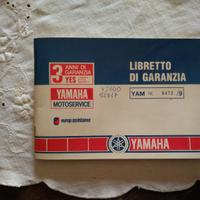 3 ANNI DI
GARANZIA
YES
YAMAHA
MOTOSERVICE
europ assistance
LIBRETTO
DI GARANZIA
YAM
YAMAHA